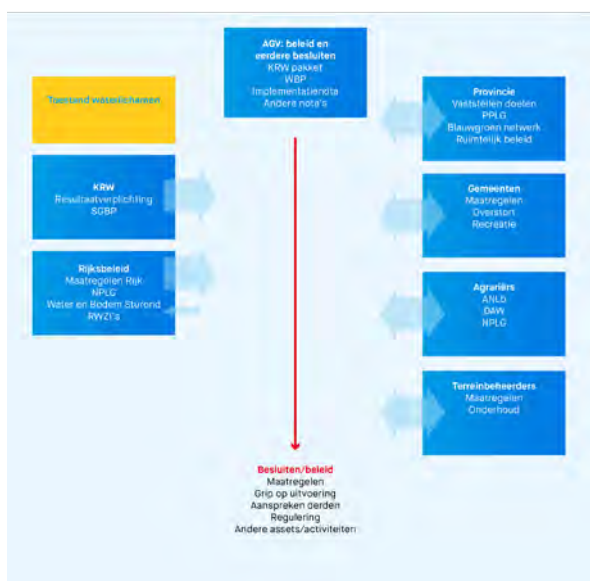 AGV: beleid en
eerdere besluiten
KRW pakket
WBP
Implementatienota
Andere nota's
Toestand waterlichamen
KRW
Resultaatverplichting
SGBP
Rijksbeleid
Maatregelen Rijk
NPLG
Water en Bodem Sturend
RWZI's
Provincie
Vaststellen doelen
PPLG
Blauwgroen netwerk
Ruimtelijk beleid
Gemeenten
Maatregelen
Overstort
Recreatie
Agrariërs
ANLb
DAW
NPLG
Terreinbeheerders
Maatregelen
Onderhoud
Besluiten/beleid
Maatregelen
Grip op uitvoering
Aanspreken derden
Regulering
Andere assets/activiteiten